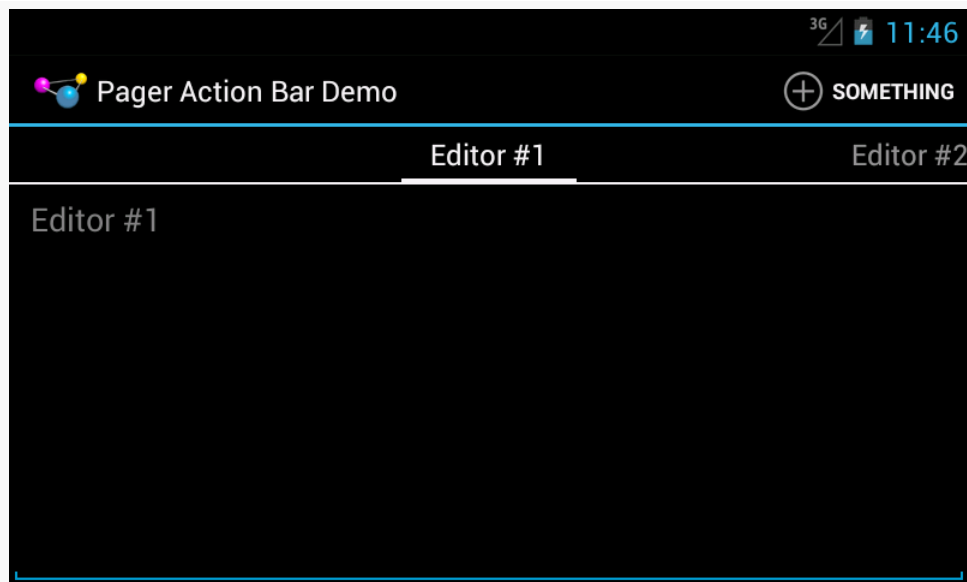 3G 11:46
Pager Action Bar Demo SOMETHING
Editor #1 Editor #2
Editor #1